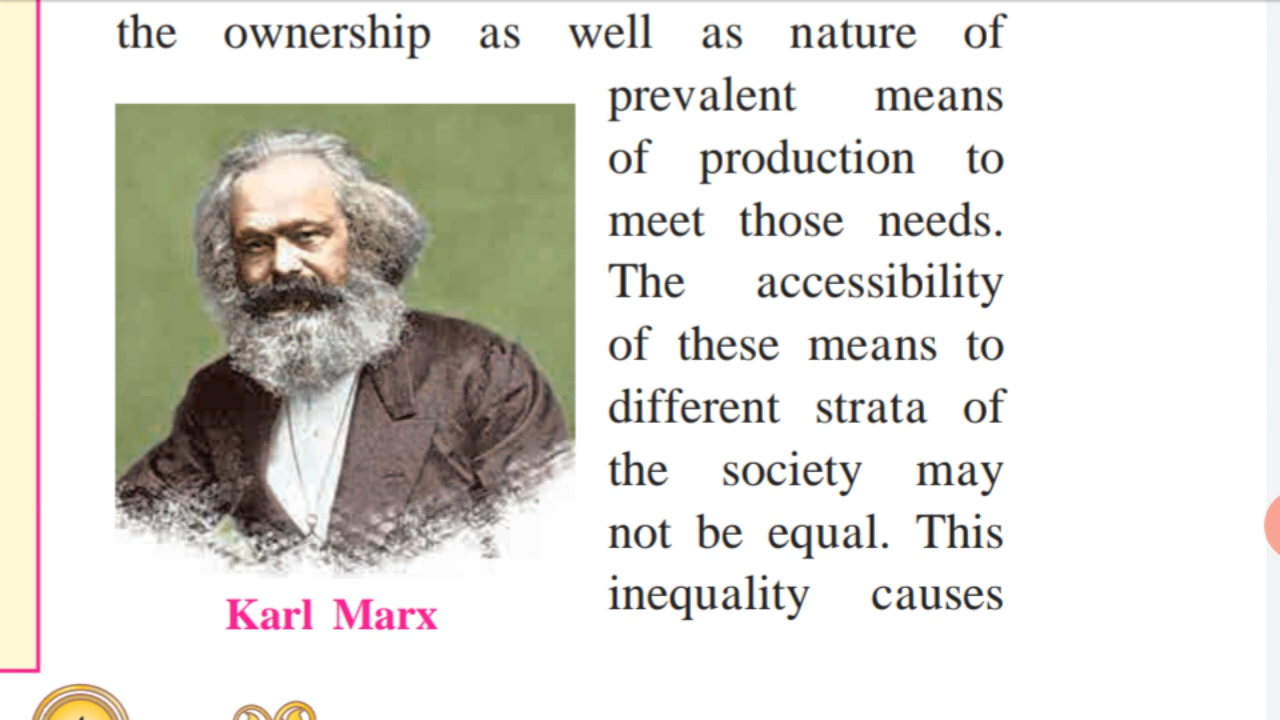 the ownership as well as nature of
prevalent means
of production to
meet those needs.
The accessibility
of these means to
different strata of
the society may
not be equal. This
inequality causes
Karl Marx